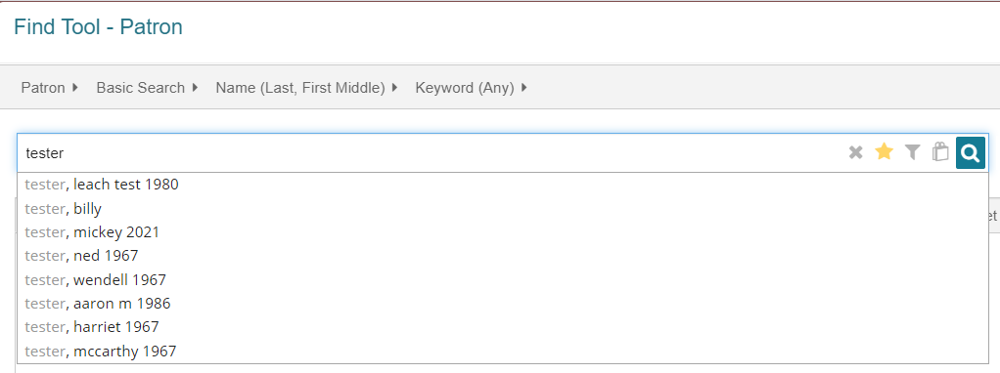 Find Tool - Patron
Patron Basic Search Name (Last, First Middle) Keyword (Any)
tester
tester, leach test 1980
tester, billy
tester, mickey 2021
tester, ned 1967
tester, wendell 1967
tester, aaron m 1986
tester, harriet 1967
tester, mccarthy 1967